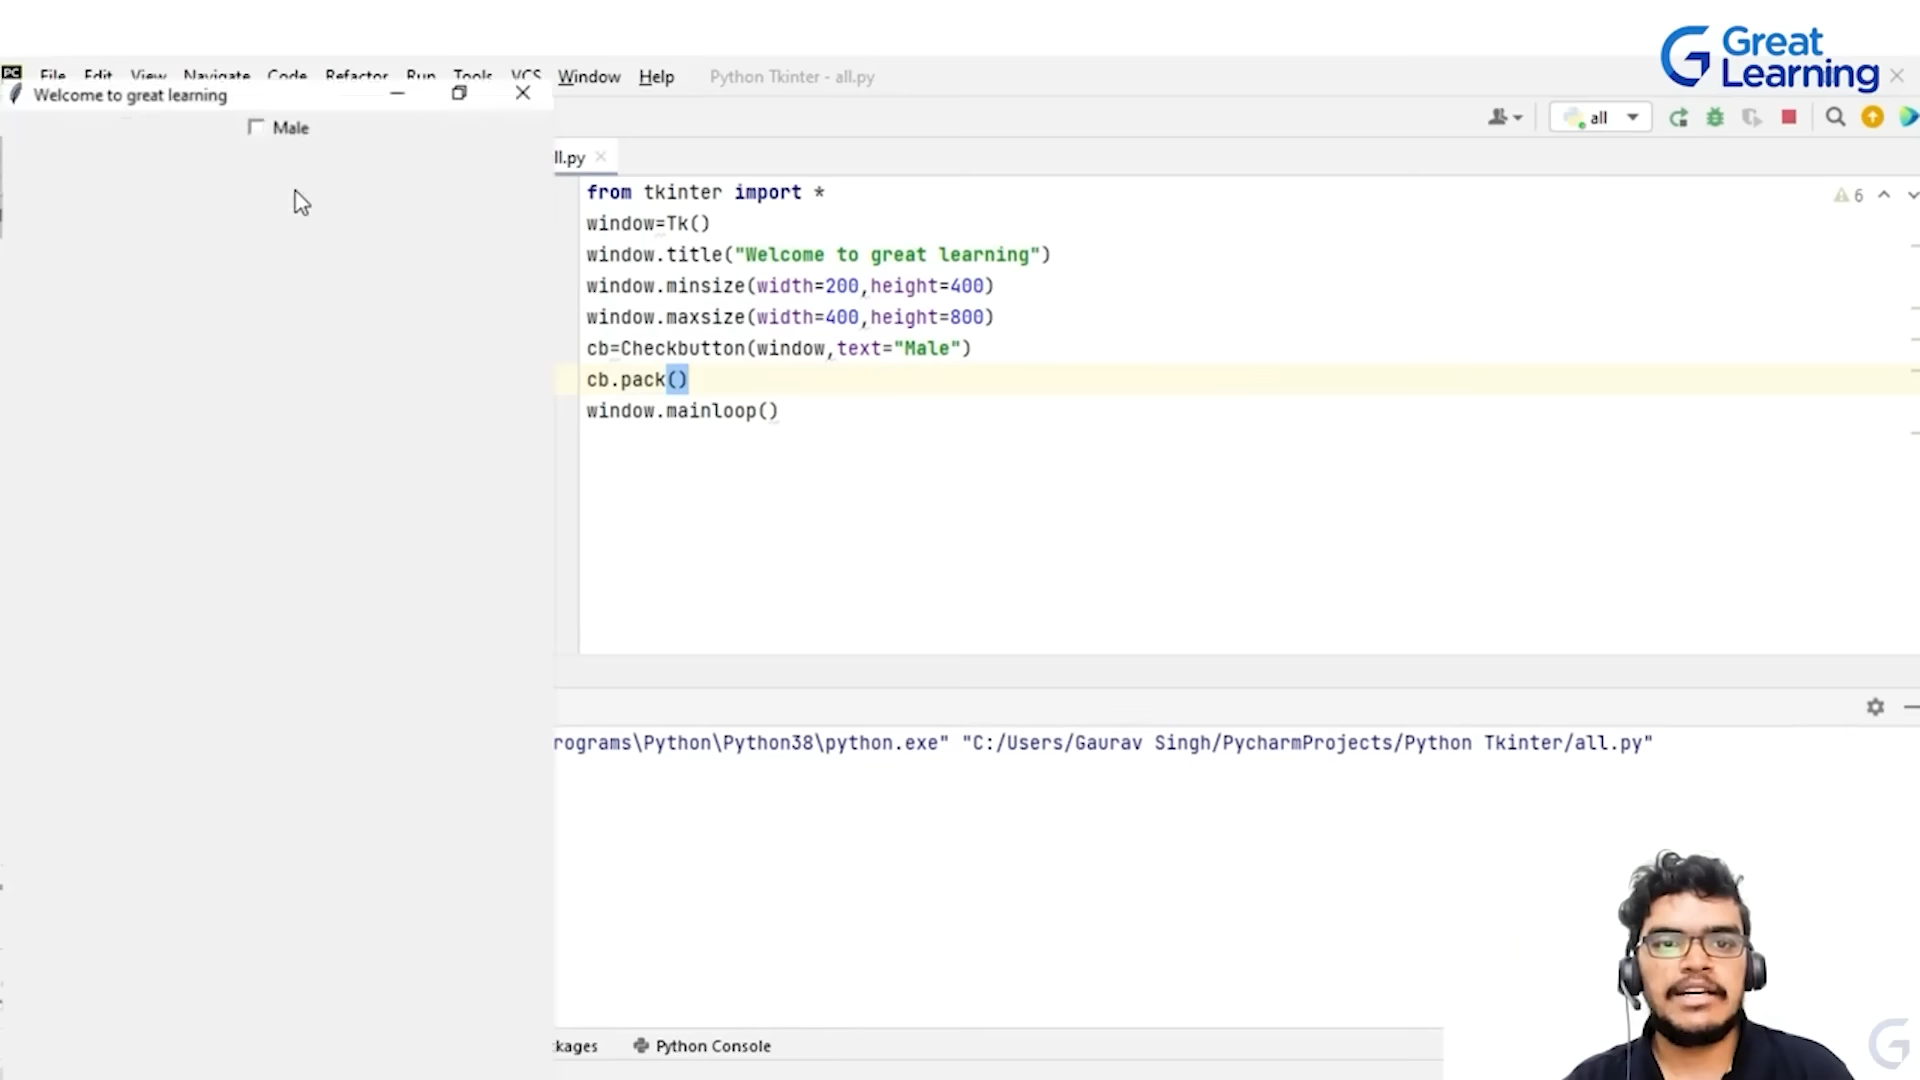 Great
Learning
PC File Edit View Navigate Code Refactor Run Tools VCS Window Help Python Tkinter - all.py
Welcome to great learning
Male
all
ll.py
6
from tkinter import *
window=Tk()
window.title("Welcome to great learning")
window.minsize(width=200,height=400)
window.maxsize(width=400,height=800)
cb=Checkbutton(window,text="Male")
cb.pack()
window.mainloop()
rograms\Python\Python38\python.exe" "C:/Users/Gaurav Singh/PycharmProjects/Python Tkinter/all.py"
ckages Python Console